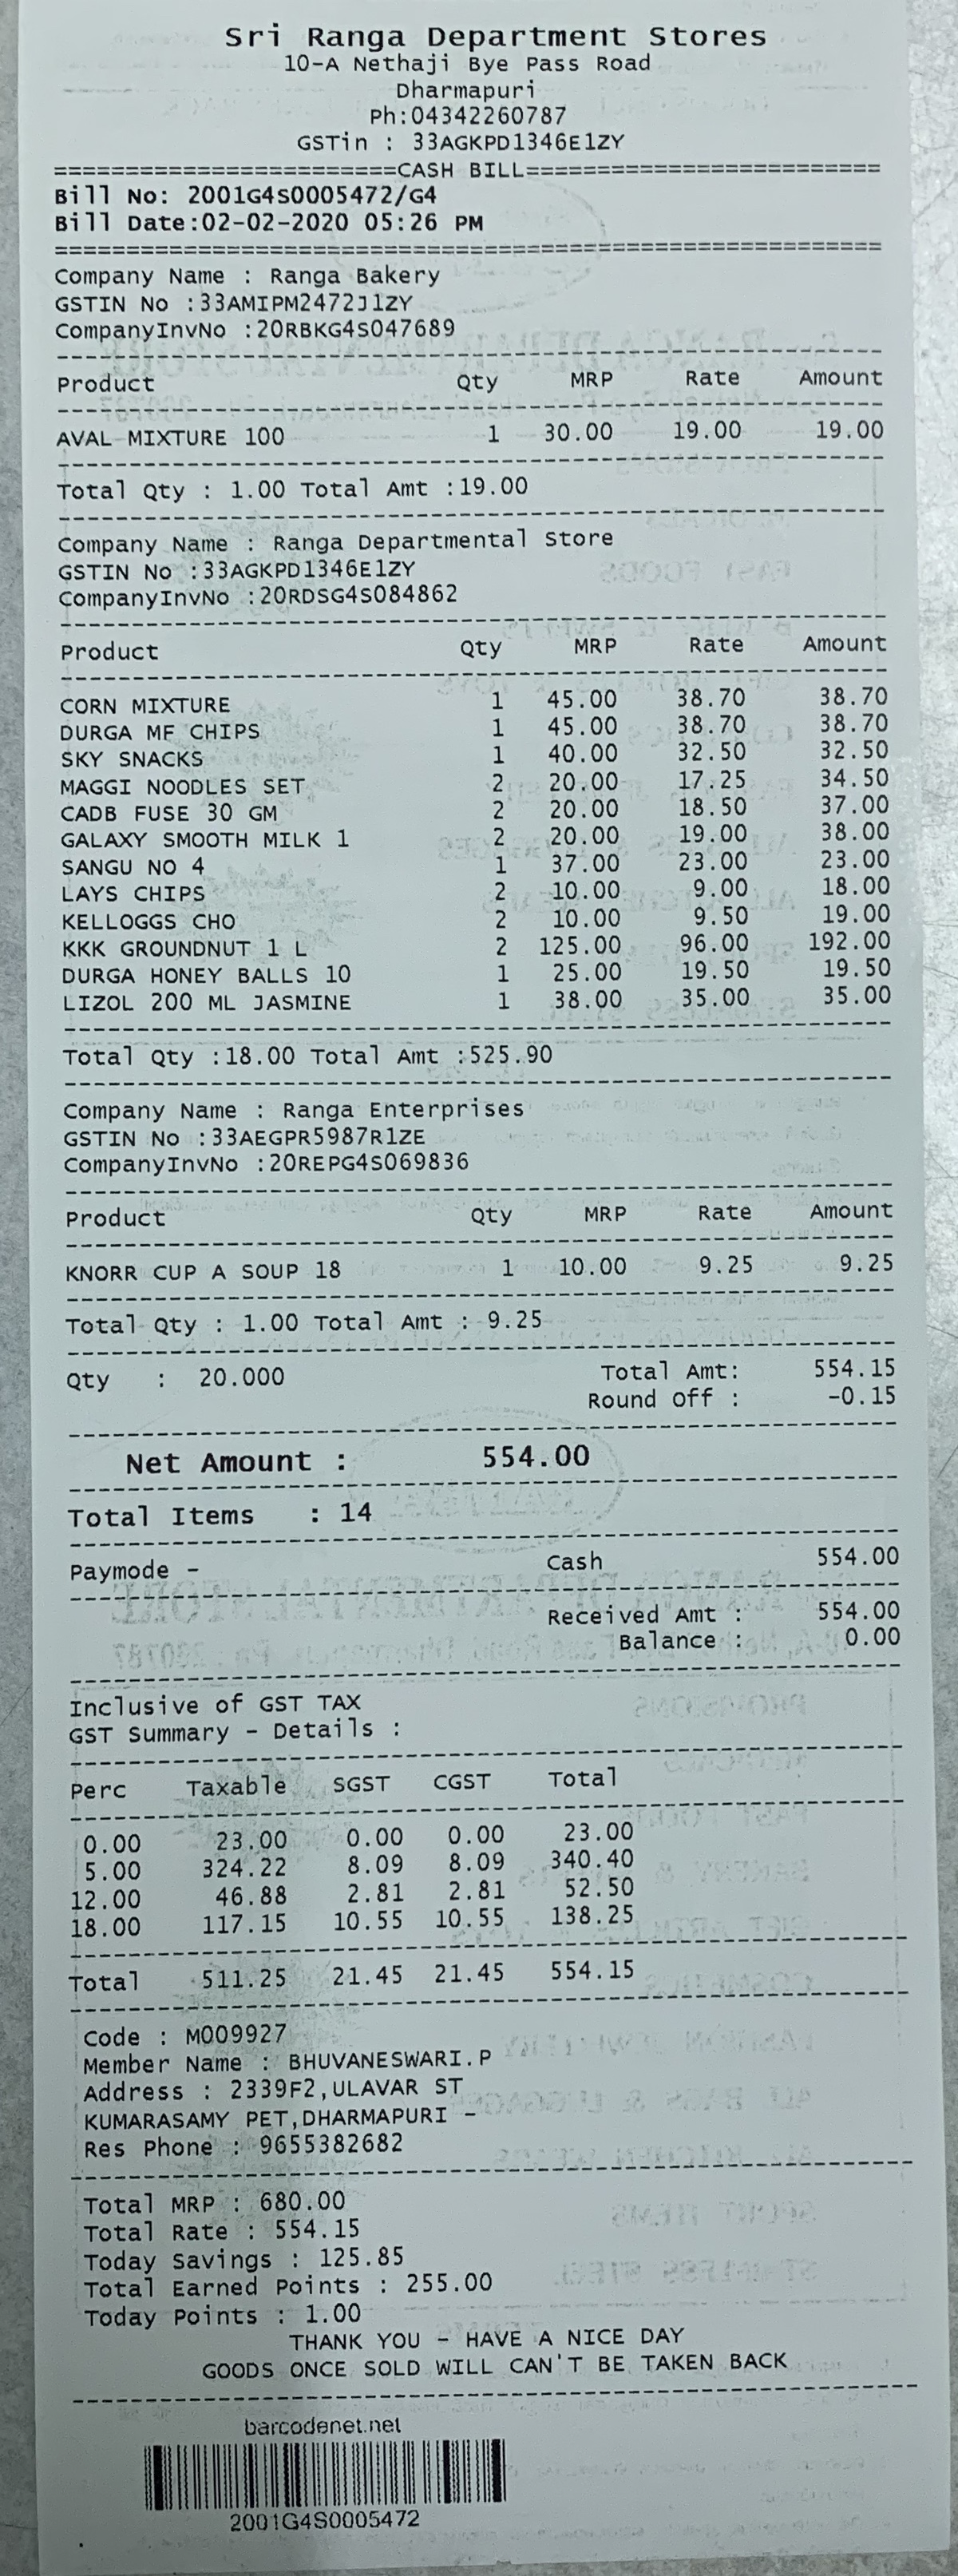 Sri Ranga Department Stores
10-A Nethaji Bye Pass Road
Dharmapuri
Ph:04342260787
GSTin : 33AGKPD1346E1ZY
=======================CASH BILL========================
Bill No: 2001G4S0005472/G4
Bill Date:02-02-2020 05:26 PM
Company Name : Ranga Bakery
GSTIN No :33AMIPM2472J1ZY
CompanyInvNo :20RBKG4S047689
Product Qty MRP Rate Amount
AVAL MIXTURE 100 1 30.00 19.00 19.00
Total Qty : 1.00 Total Amt :19.00
Company Name : Ranga Departmental Store
GSTIN No :33AGKPD1346E1ZY
CompanyInvNo :20RDSG4S084862
Product Qty MRP Rate Amount
CORN MIXTURE 1 45.00 38.70 38.70
DURGA MF CHIPS 1 45.00 38.70 38.70
SKY SNACKS 1 40.00 32.50 32.50
MAGGI NOODLES SET 2 20.00 17.25 34.50
CADB FUSE 30 GM 2 20.00 18.50 37.00
GALAXY SMOOTH MILK 1 2 20.00 19.00 38.00
SANGU NO 4 1 37.00 23.00 23.00
LAYS CHIPS 2 10.00 9.00 18.00
KELLOGGS CHO 2 10.00 9.50 19.00
KKK GROUNDNUT 1 L 2 125.00 96.00 192.00
DURGA HONEY BALLS 10 1 25.00 19.50 19.50
LIZOL 200 ML JASMINE 1 38.00 35.00 35.00
Total Qty :18.00 Total Amt :525.90
Company Name : Ranga Enterprises
GSTIN No :33AEGPR5987R1ZE
CompanyInvNo :20REPG4S069836
Product Qty MRP Rate Amount
KNORR CUP A SOUP 18 1 10.00 9.25 9.25
Total Qty : 1.00 Total Amt : 9.25
Qty : 20.000 Total Amt: 554.15
Round Off : -0.15
Net Amount : 554.00
Total Items : 14
Paymode - Cash 554.00
Received Amt : 554.00
Balance : 0.00
Inclusive of GST TAX
GST Summary - Details :
Perc Taxable SGST CGST Total
0.00 23.00 0.00 0.00 23.00
5.00 324.22 8.09 8.09 340.40
12.00 46.88 2.81 2.81 52.50
18.00 117.15 10.55 10.55 138.25
Total 511.25 21.45 21.45 554.15
Code : M009927
Member Name : BHUVANESWARI.P
Address : 2339F2,ULAVAR ST
KUMARASAMY PET,DHARMAPURI -
Res Phone : 9655382682
Total MRP : 680.00
Total Rate : 554.15
Today Savings : 125.85
Total Earned Points : 255.00
Today Points : 1.00
THANK YOU - HAVE A NICE DAY
GOODS ONCE SOLD WILL CAN'T BE TAKEN BACK
barcodenet.net
2001G4S0005472